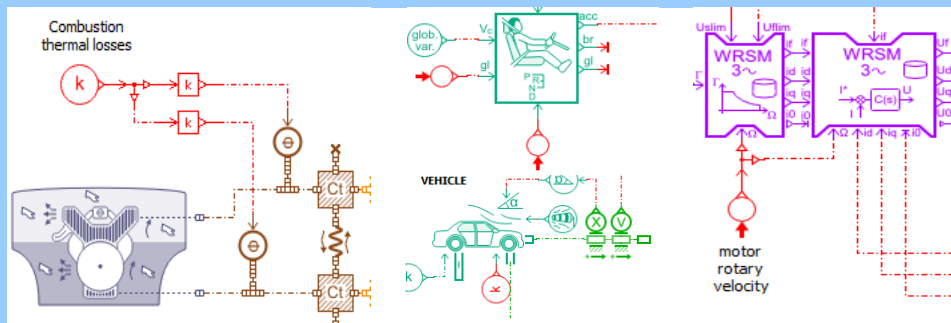 Combustion
thermal losses
k
k
k
Θ
Θ
Ct
Ct
glob.
var.
Vc
gl
acc
br
gl
P
R
N
D
VEHICLE
α
α
X
V
k
k
Uslim
Uflim
if
WRSM
3~
Γ
Ω
if
id
iq
i0
Ω
if
id
iq
i0
WRSM
3~
I*
I
C(s)
U
Ω
id
iq
i0
Uf
Ud
Uq
U0
motor
rotary
velocity